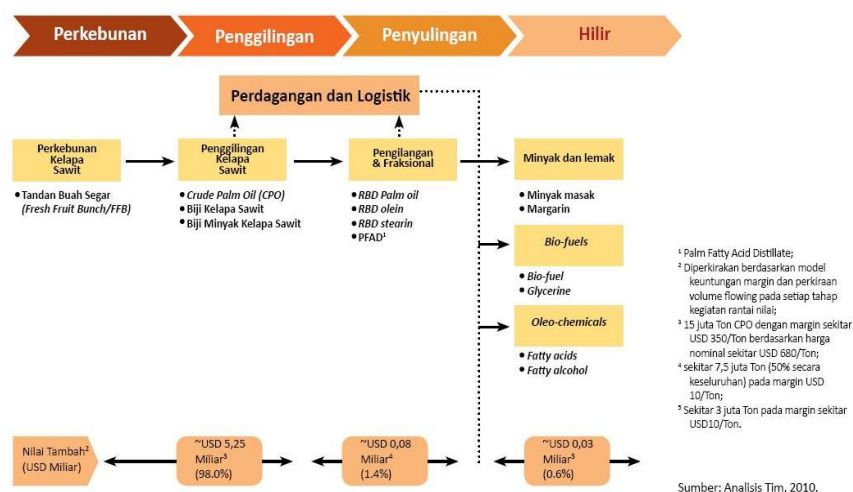 Perkebunan
Penggilingan
Penyulingan
Hilir
Perdagangan dan Logistik
Perkebunan
Kelapa
Sawit
Penggilingan
Kelapa
Sawit
Pengilangan
& Fraksional
Minyak dan lemak
• Tandan Buah Segar
(Fresh Fruit Bunch/FFB)
• Crude Palm Oil (CPO)
• Biji Kelapa Sawit
• Biji Minyak Kelapa Sawit
• RBD Palm oil
• RBD olein
• RBD stearin
• PFAD¹
• Minyak masak
• Margarin
Bio-fuels
• Bio-fuel
• Glycerine
Oleo-chemicals
• Fatty acids
• Fatty alcohol
¹ Palm Fatty Acid Distillate;
² Diperkirakan berdasarkan model
keuntungan margin dan perkiraan
volume flowing pada setiap tahap
kegiatan rantai nilai;
³ 15 juta Ton CPO dengan margin sekitar
USD 350/Ton berdasarkan harga
nominal sekitar USD 680/Ton;
⁴ sekitar 7,5 juta Ton (50% secara
keseluruhan) pada margin USD
10/Ton;
⁵ Sekitar 3 juta Ton pada margin sekitar
USD10/Ton.
Nilai Tambah²
(USD Miliar)
~USD 5,25
Miliar³
(98.0%)
~USD 0,08
Miliar⁴
(1.4%)
~USD 0,03
Miliar⁵
(0.6%)
Sumber: Analisis Tim, 2010.